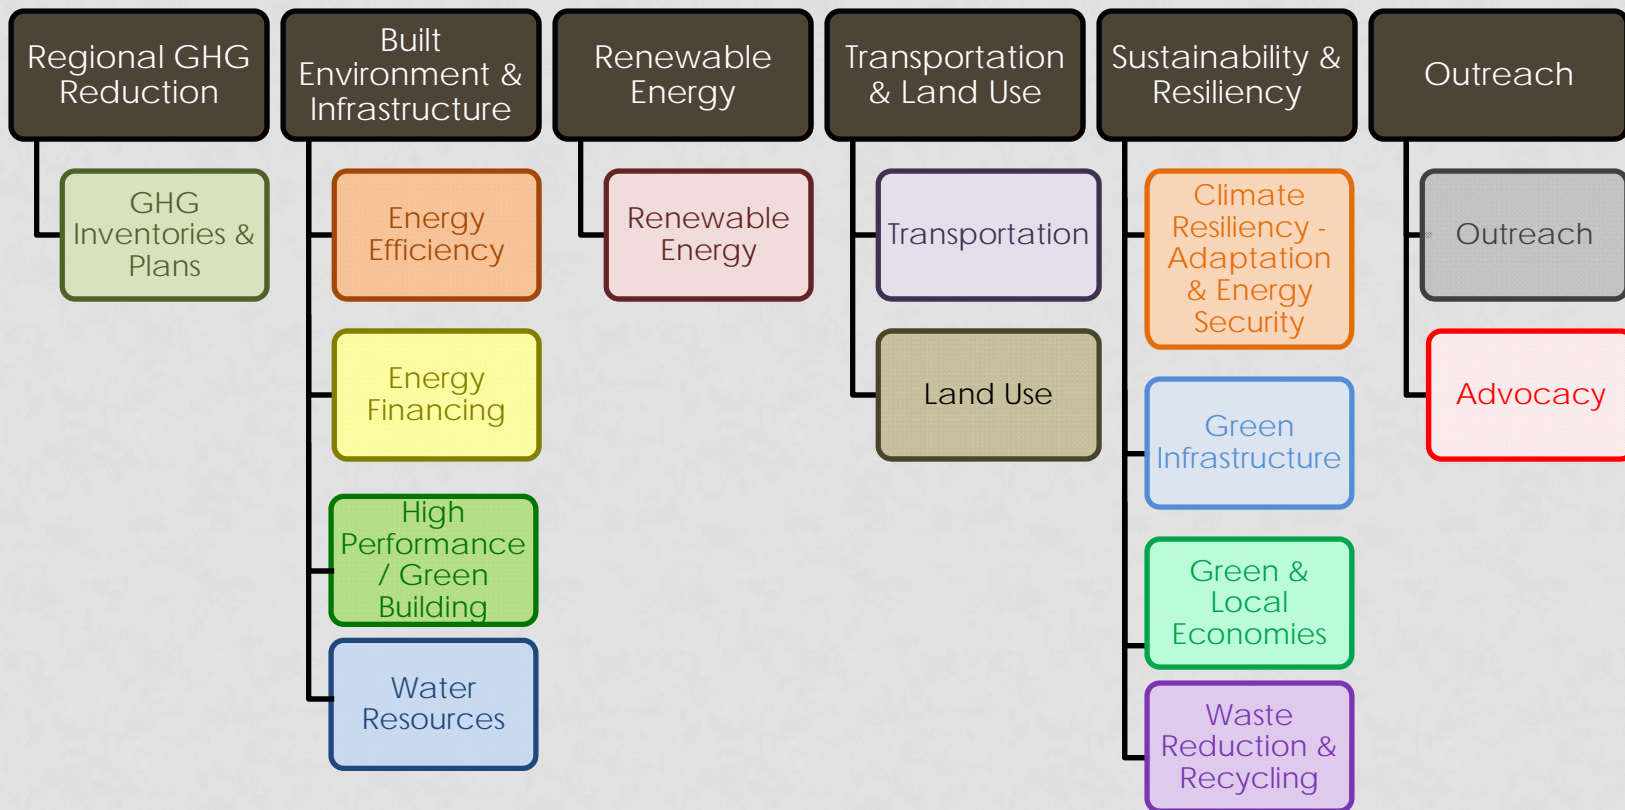 Regional GHG
Reduction
Built
Environment &
Infrastructure
Renewable
Energy
Transportation
& Land Use
Sustainability &
Resiliency
Outreach
GHG
Inventories &
Plans
Energy
Efficiency
Energy
Financing
High
Performance
/ Green
Building
Water
Resources
Renewable
Energy
Transportation
Land Use
Climate
Resiliency -
Adaptation
& Energy
Security
Green
Infrastructure
Green &
Local
Economies
Waste
Reduction &
Recycling
Outreach
Advocacy